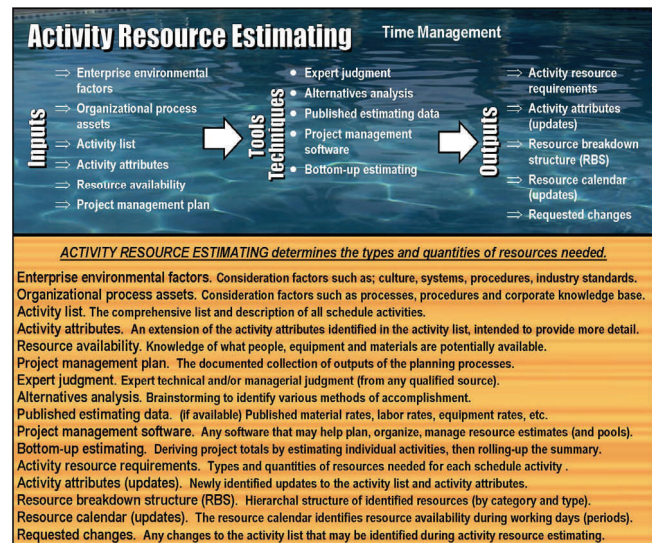 Activity Resource Estimating Time Management
Inputs
⇒ Enterprise environmental
factors
⇒ Organizational process
assets
⇒ Activity list
⇒ Activity attributes
⇒ Resource availability
⇒ Project management plan
Tools
Techniques
• Expert judgment
• Alternatives analysis
• Published estimating data
• Project management
software
• Bottom-up estimating
Outputs
⇒ Activity resource
requirements
⇒ Activity attributes
(updates)
⇒ Resource breakdown
structure (RBS)
⇒ Resource calendar
(updates)
⇒ Requested changes
ACTIVITY RESOURCE ESTIMATING determines the types and quantities of resources needed.
Enterprise environmental factors. Consideration factors such as; culture, systems, procedures, industry standards.
Organizational process assets. Consideration factors such as processes, procedures and corporate knowledge base.
Activity list. The comprehensive list and description of all schedule activities.
Activity attributes. An extension of the activity attributes identified in the activity list, intended to provide more detail.
Resource availability. Knowledge of what people, equipment and materials are potentially available.
Project management plan. The documented collection of outputs of the planning processes.
Expert judgment. Expert technical and/or managerial judgment (from any qualified source).
Alternatives analysis. Brainstorming to identify various methods of accomplishment.
Published estimating data. (if available) Published material rates, labor rates, equipment rates, etc.
Project management software. Any software that may help plan, organize, manage resource estimates (and pools).
Bottom-up estimating. Deriving project totals by estimating individual activities, then rolling-up the summary.
Activity resource requirements. Types and quantities of resources needed for each schedule activity .
Activity attributes (updates). Newly identified updates to the activity list and activity attributes.
Resource breakdown structure (RBS). Hierarchal structure of identified resources (by category and type).
Resource calendar (updates). The resource calendar identifies resource availability during working days (periods).
Requested changes. Any changes to the activity list that may be identified during activity resource estimating.